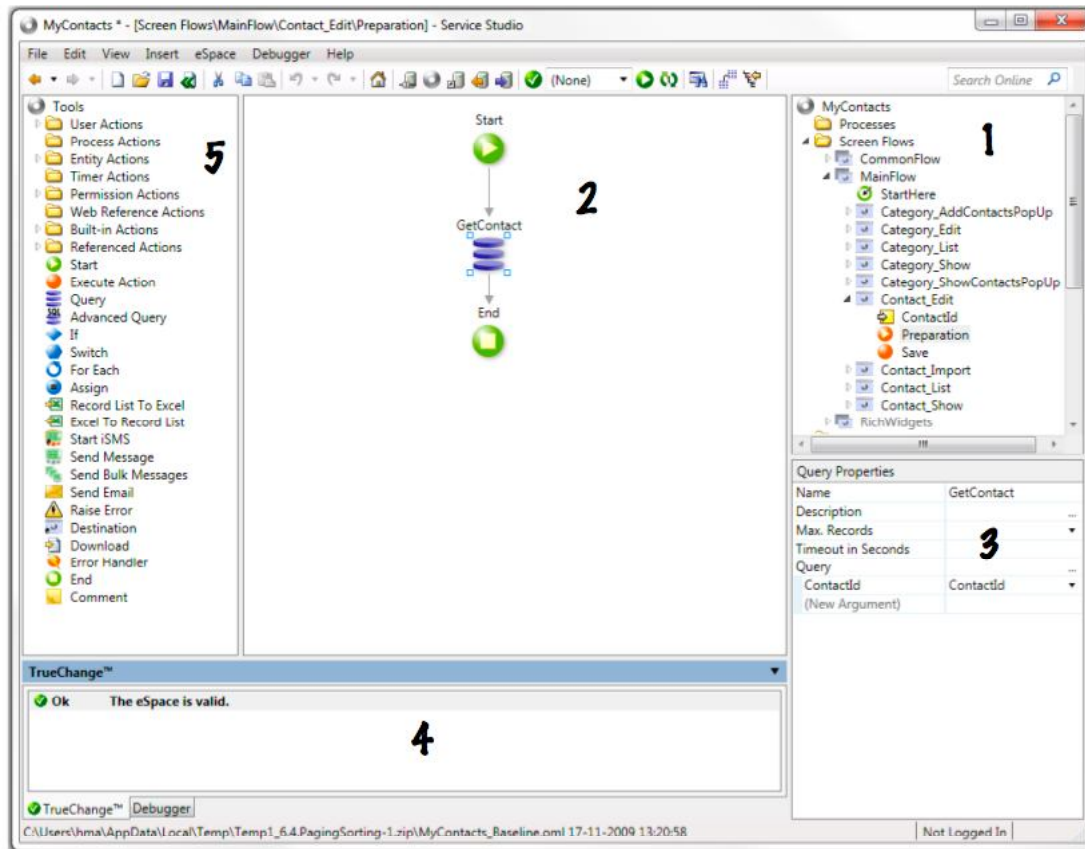 MyContacts * - [Screen Flows\MainFlow\Contact_Edit\Preparation] - Service Studio
File Edit View Insert eSpace Debugger Help
(None)
Search Online
Tools
User Actions
Process Actions
Entity Actions
Timer Actions
Permission Actions
Web Reference Actions
Built-in Actions
Referenced Actions
Start
Execute Action
Query
SQL
Advanced Query
If
Switch
For Each
Assign
Record List To Excel
Excel To Record List
Start iSMS
Send Message
Send Bulk Messages
Send Email
Raise Error
Destination
Download
Error Handler
End
Comment
5
Start
GetContact
End
2
MyContacts
Processes
Screen Flows
CommonFlow
MainFlow
StartHere
Category_AddContactsPopUp
Category_Edit
Category_List
Category_Show
Category_ShowContactsPopUp
Contact_Edit
ContactId
Preparation
Save
Contact_Import
Contact_List
Contact_Show
RichWidgets
1
Query Properties
Name GetContact
Description ...
Max. Records
Timeout in Seconds
Query ...
ContactId ContactId
(New Argument)
3
TrueChange™
Ok The eSpace is valid.
4
TrueChange™ Debugger
C:\Users\hma\AppData\Local\Temp\Temp1_6.4.PagingSorting-1.zip\MyContacts_Baseline.oml 17-11-2009 13:20:58 Not Logged In